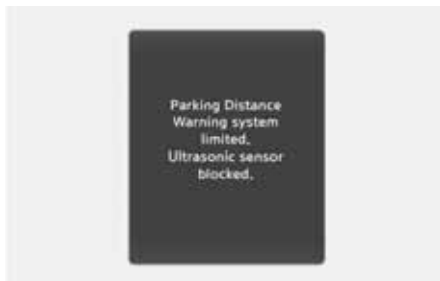 Parking Distance
Warning system
limited.
Ultrasonic sensor
blocked.